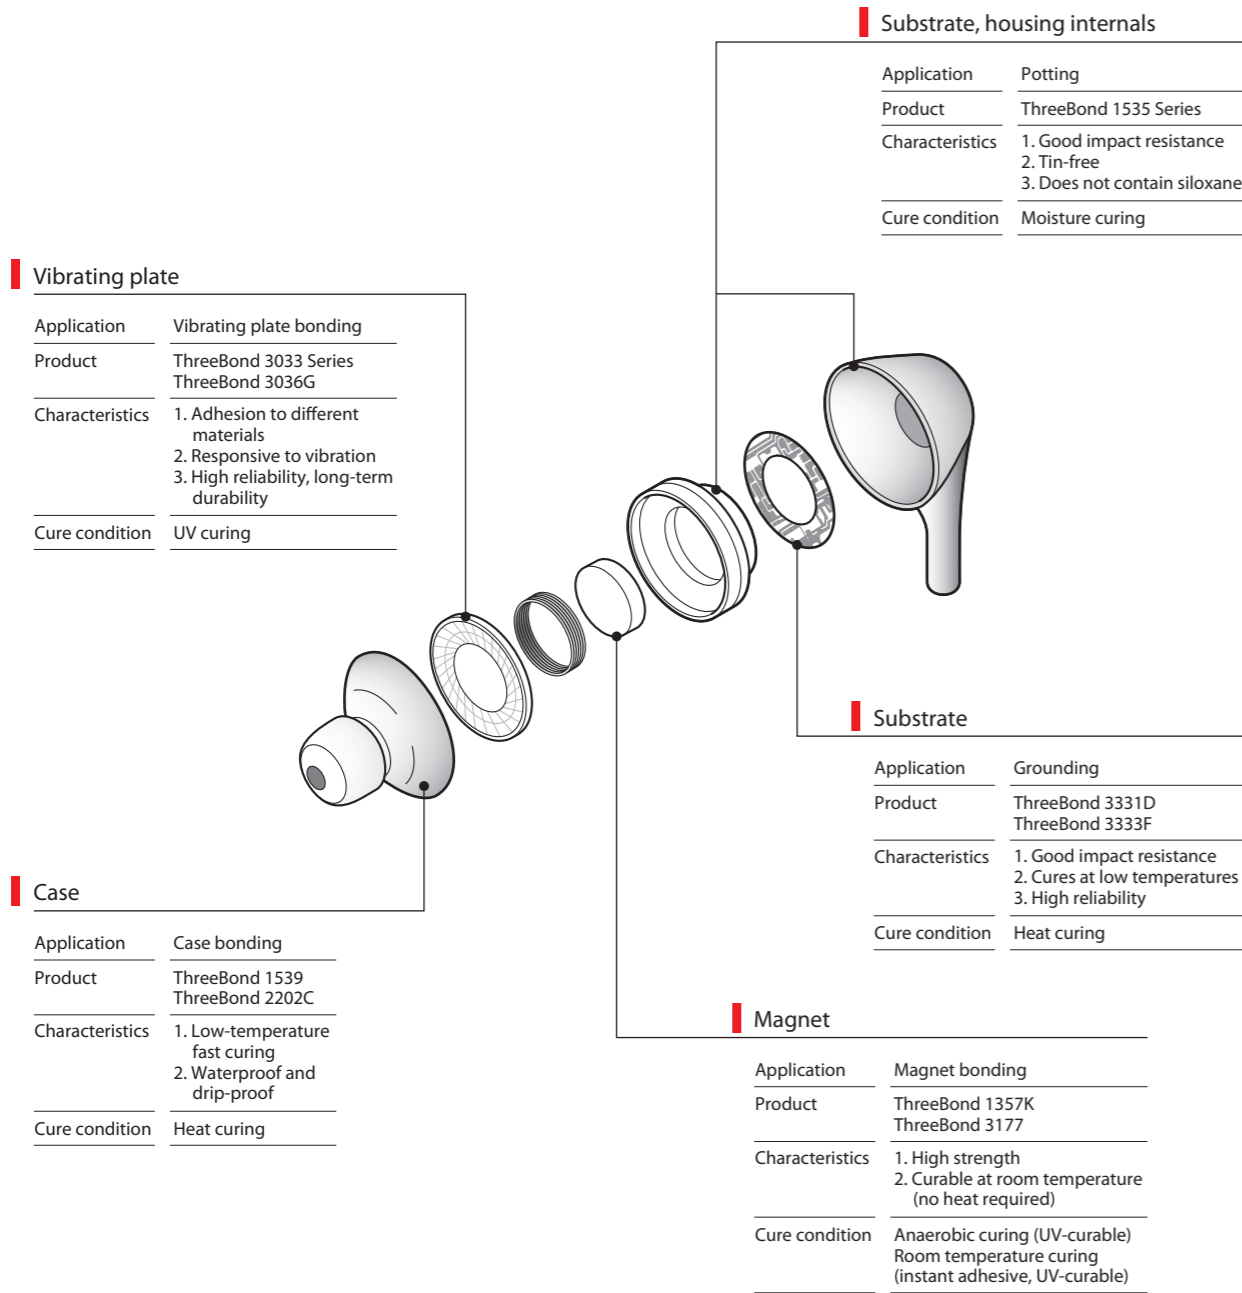 Substrate, housing internals
Application Potting
Product ThreeBond 1535 Series
Characteristics 1. Good impact resistance
2. Tin-free
3. Does not contain siloxane
Cure condition Moisture curing
Vibrating plate
Application Vibrating plate bonding
Product ThreeBond 3033 Series
ThreeBond 3036G
Characteristics 1. Adhesion to different
materials
2. Responsive to vibration
3. High reliability, long-term
durability
Cure condition UV curing
Substrate
Application Grounding
Product ThreeBond 3331D
ThreeBond 3333F
Characteristics 1. Good impact resistance
2. Cures at low temperatures
3. High reliability
Cure condition Heat curing
Case
Application Case bonding
Product ThreeBond 1539
ThreeBond 2202C
Characteristics 1. Low-temperature
fast curing
2. Waterproof and
drip-proof
Cure condition Heat curing
Magnet
Application Magnet bonding
Product ThreeBond 1357K
ThreeBond 3177
Characteristics 1. High strength
2. Curable at room temperature
(no heat required)
Cure condition Anaerobic curing (UV-curable)
Room temperature curing
(instant adhesive, UV-curable)